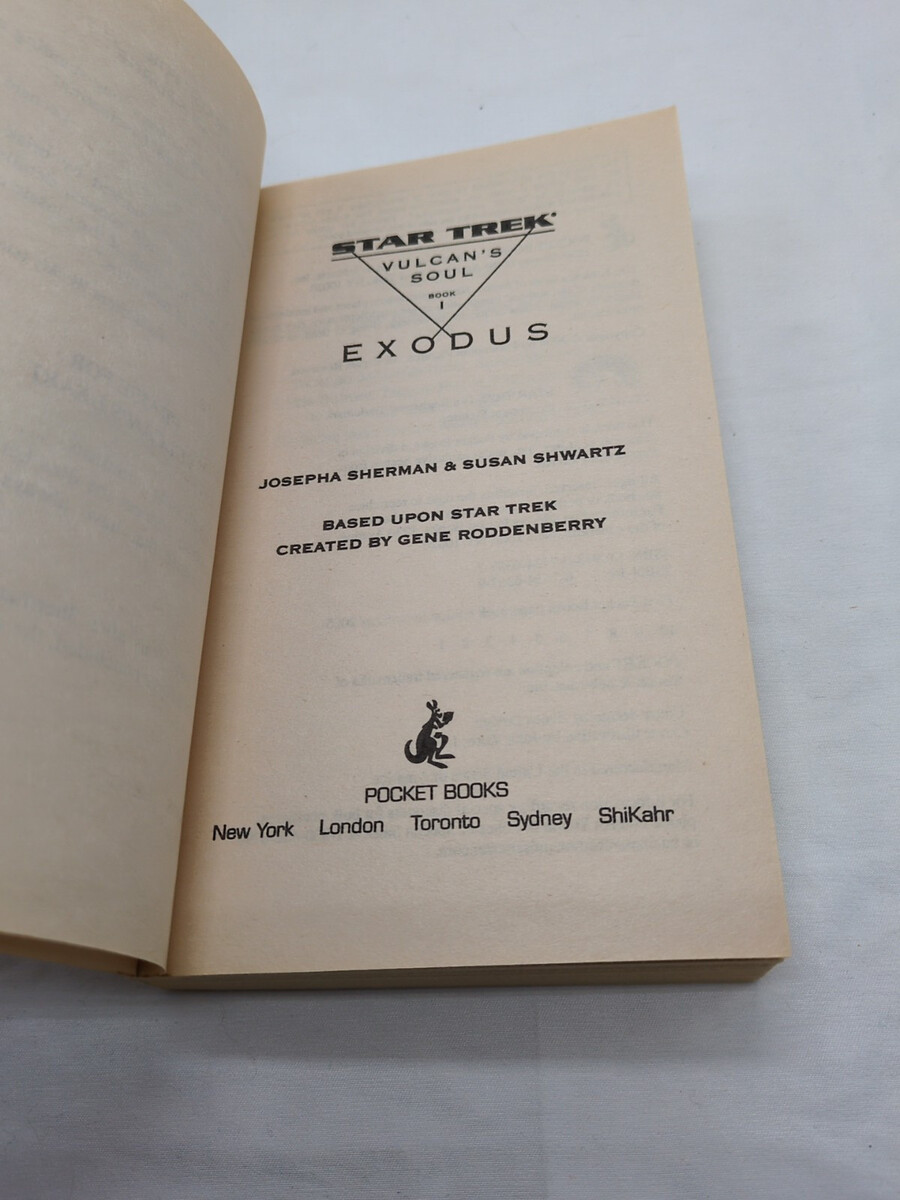 STAR TREK®
VULCAN'S
SOUL
BOOK
I
EXODUS
JOSEPHA SHERMAN & SUSAN SHWARTZ
BASED UPON STAR TREK
CREATED BY GENE RODDENBERRY
POCKET BOOKS
New York London Toronto Sydney ShiKahr